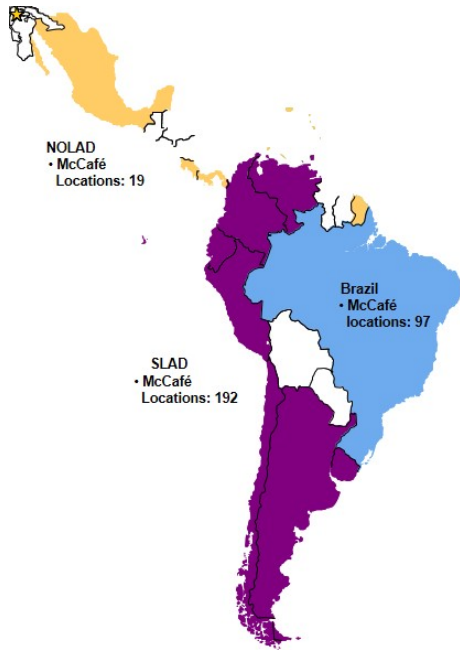 NOLAD
• McCafé
Locations: 19
Brazil
• McCafé
locations: 97
SLAD
• McCafé
Locations: 192